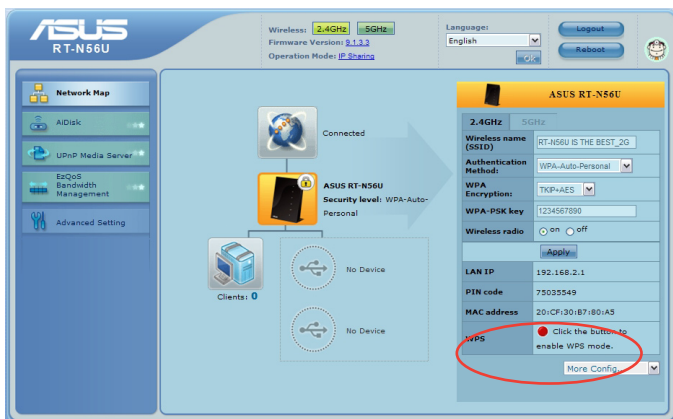 ASUS
RT-N56U
Wireless: 2.4GHz 5GHz
Firmware Version: 9.1.3.3
Operation Mode: IP Sharing
Language:
English
OK
Logout
Reboot
Network Map
AiDisk
UPnP Media Server
EzQoS
Bandwidth
Management
Advanced Setting
Connected
ASUS RT-N56U
Security level: WPA-Auto-
Personal
Clients: 0
No Device
No Device
ASUS RT-N56U
2.4GHz 5GHz
Wireless name
(SSID)
RT-N56U IS THE BEST_2G
Authentication
Method:
WPA-Auto-Personal
WPA
Encryption:
TKIP+AES
WPA-PSK key
1234567890
Wireless radio
on off
Apply
LAN IP
192.168.2.1
PIN code
75035549
MAC address
20:CF:30:B7:80:A5
WPS
Click the button to
enable WPS mode.
More Config...